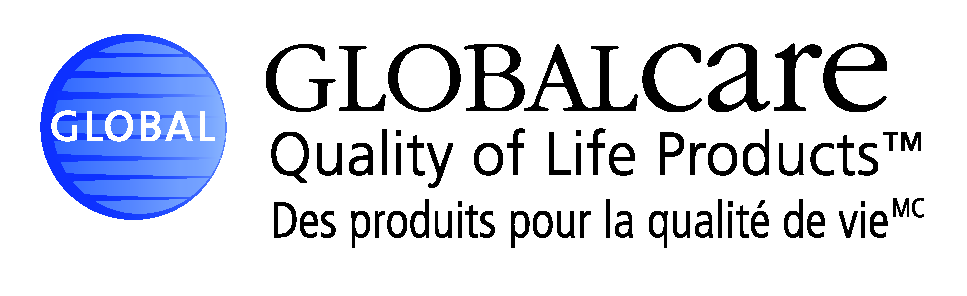 GLOBAL
GLOBALcare
Quality of Life Products™
Des produits pour la qualité de vieMC